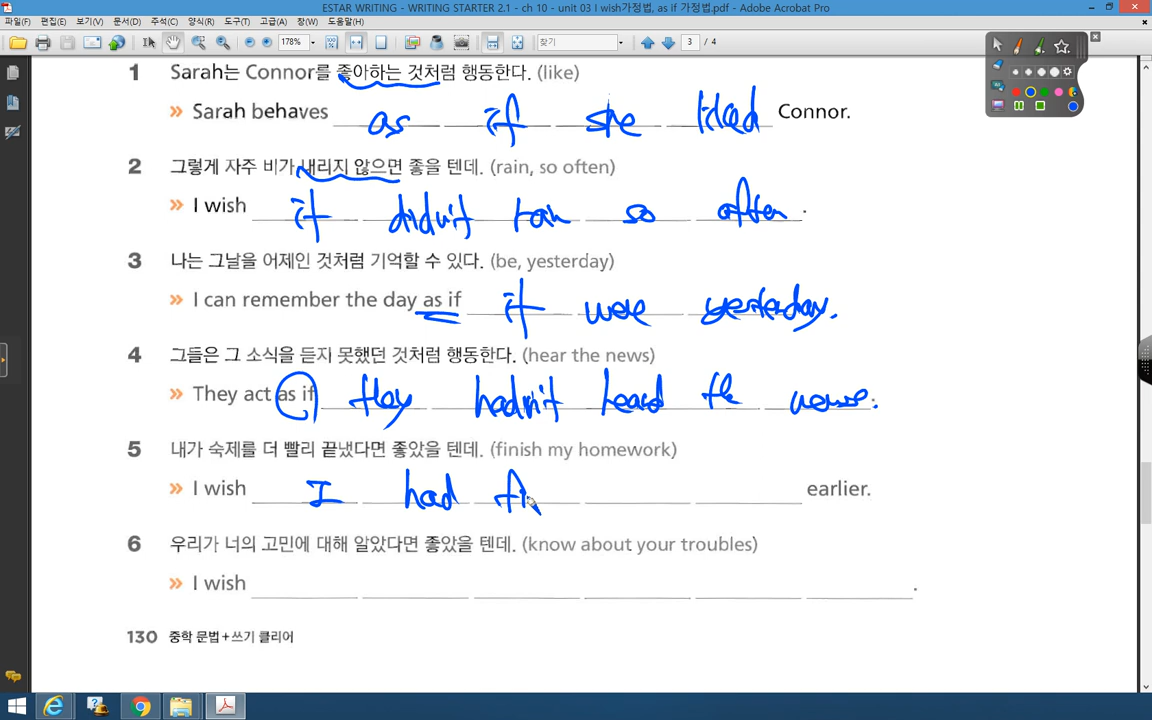 ESTAR WRITING - WRITING STARTER 2.1 - ch 10 - unit 03 I wish가정법, as if 가정법.pdf - Adobe Acrobat Pro
파일(F) 편집(E) 보기(V) 문서(D) 주석(C) 양식(R) 도구(T) 고급(A) 창(W) 도움말(H)
178% 찾기 3 / 4
1 Sarah는 Connor를 좋아하는 것처럼 행동한다. (like)
Sarah behaves as if she liked Connor.
2 그렇게 자주 비가 내리지 않으면 좋을 텐데. (rain, so often)
I wish it didn't rain so often .
3 나는 그날을 어제인 것처럼 기억할 수 있다. (be, yesterday)
I can remember the day as if it were yesterday.
4 그들은 그 소식을 듣지 못했던 것처럼 행동한다. (hear the news)
They act as if they hadn't heard the news.
5 내가 숙제를 더 빨리 끝냈다면 좋았을 텐데. (finish my homework)
I wish I had fi earlier.
6 우리가 너의 고민에 대해 알았다면 좋았을 텐데. (know about your troubles)
I wish .
130 중학 문법+쓰기 클리어